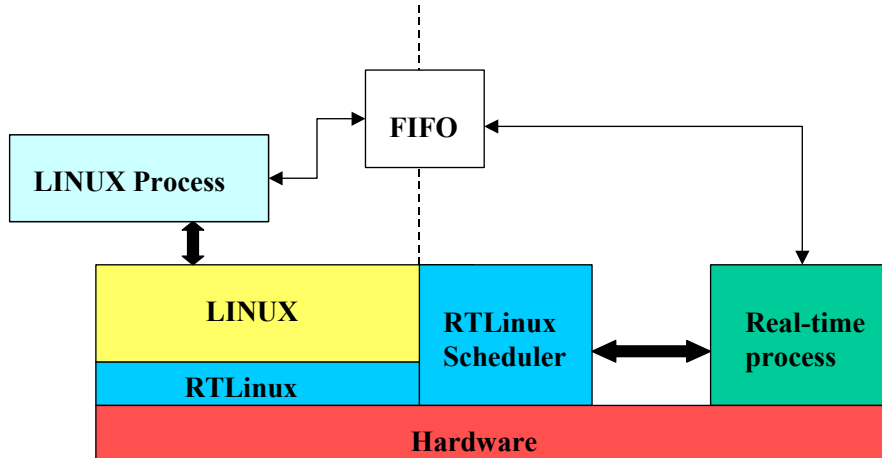 FIFO
LINUX Process
LINUX
RTLinux
Scheduler
Real-time
process
RTLinux
Hardware